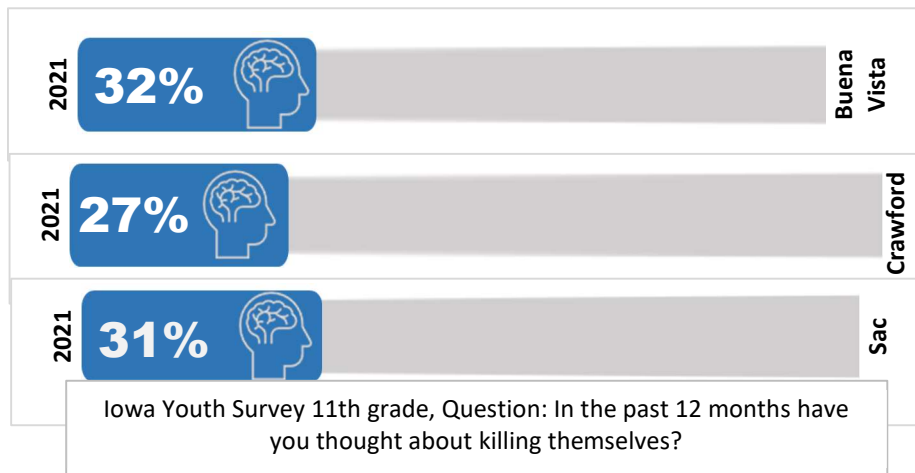 2021
32%
Buena
Vista
2021
27%
Crawford
2021
31%
Sac
Iowa Youth Survey 11th grade, Question: In the past 12 months have
you thought about killing themselves?